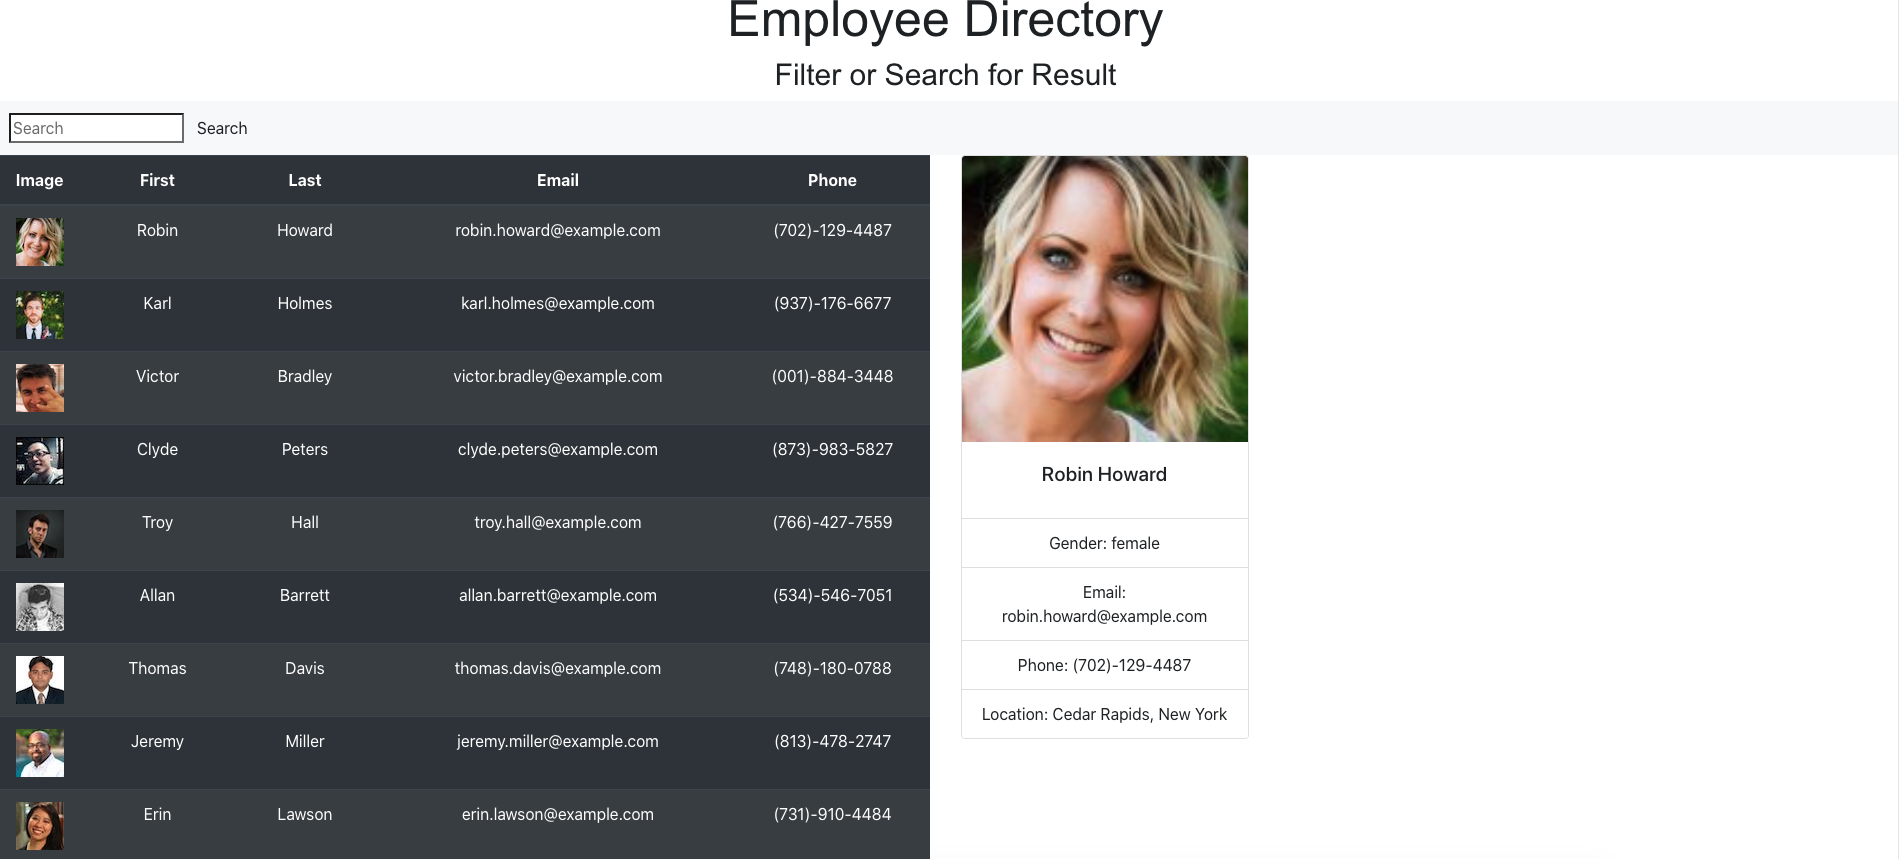 Employee Directory
Filter or Search for Result
Search Search
Image First Last Email Phone
Robin Howard robin.howard@example.com (702)-129-4487
Karl Holmes karl.holmes@example.com (937)-176-6677
Victor Bradley victor.bradley@example.com (001)-884-3448
Clyde Peters clyde.peters@example.com (873)-983-5827
Troy Hall troy.hall@example.com (766)-427-7559
Allan Barrett allan.barrett@example.com (534)-546-7051
Thomas Davis thomas.davis@example.com (748)-180-0788
Jeremy Miller jeremy.miller@example.com (813)-478-2747
Erin Lawson erin.lawson@example.com (731)-910-4484
Robin Howard
Gender: female
Email:
robin.howard@example.com
Phone: (702)-129-4487
Location: Cedar Rapids, New York